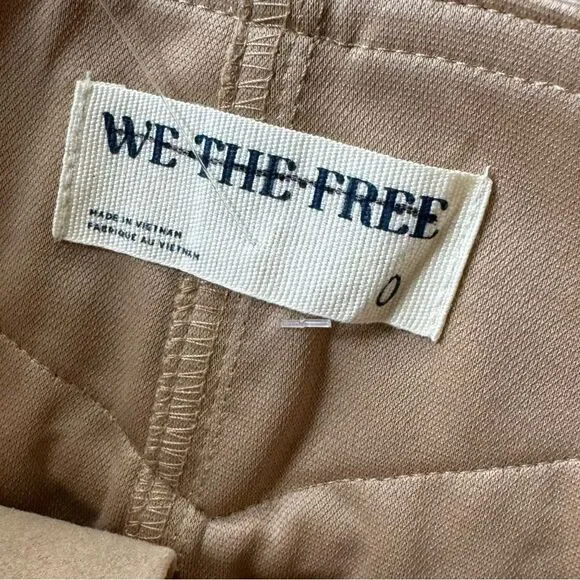 WE THE FREE
MADE IN VIETNAM
FABRIQUÉ AU VIETNAM
0